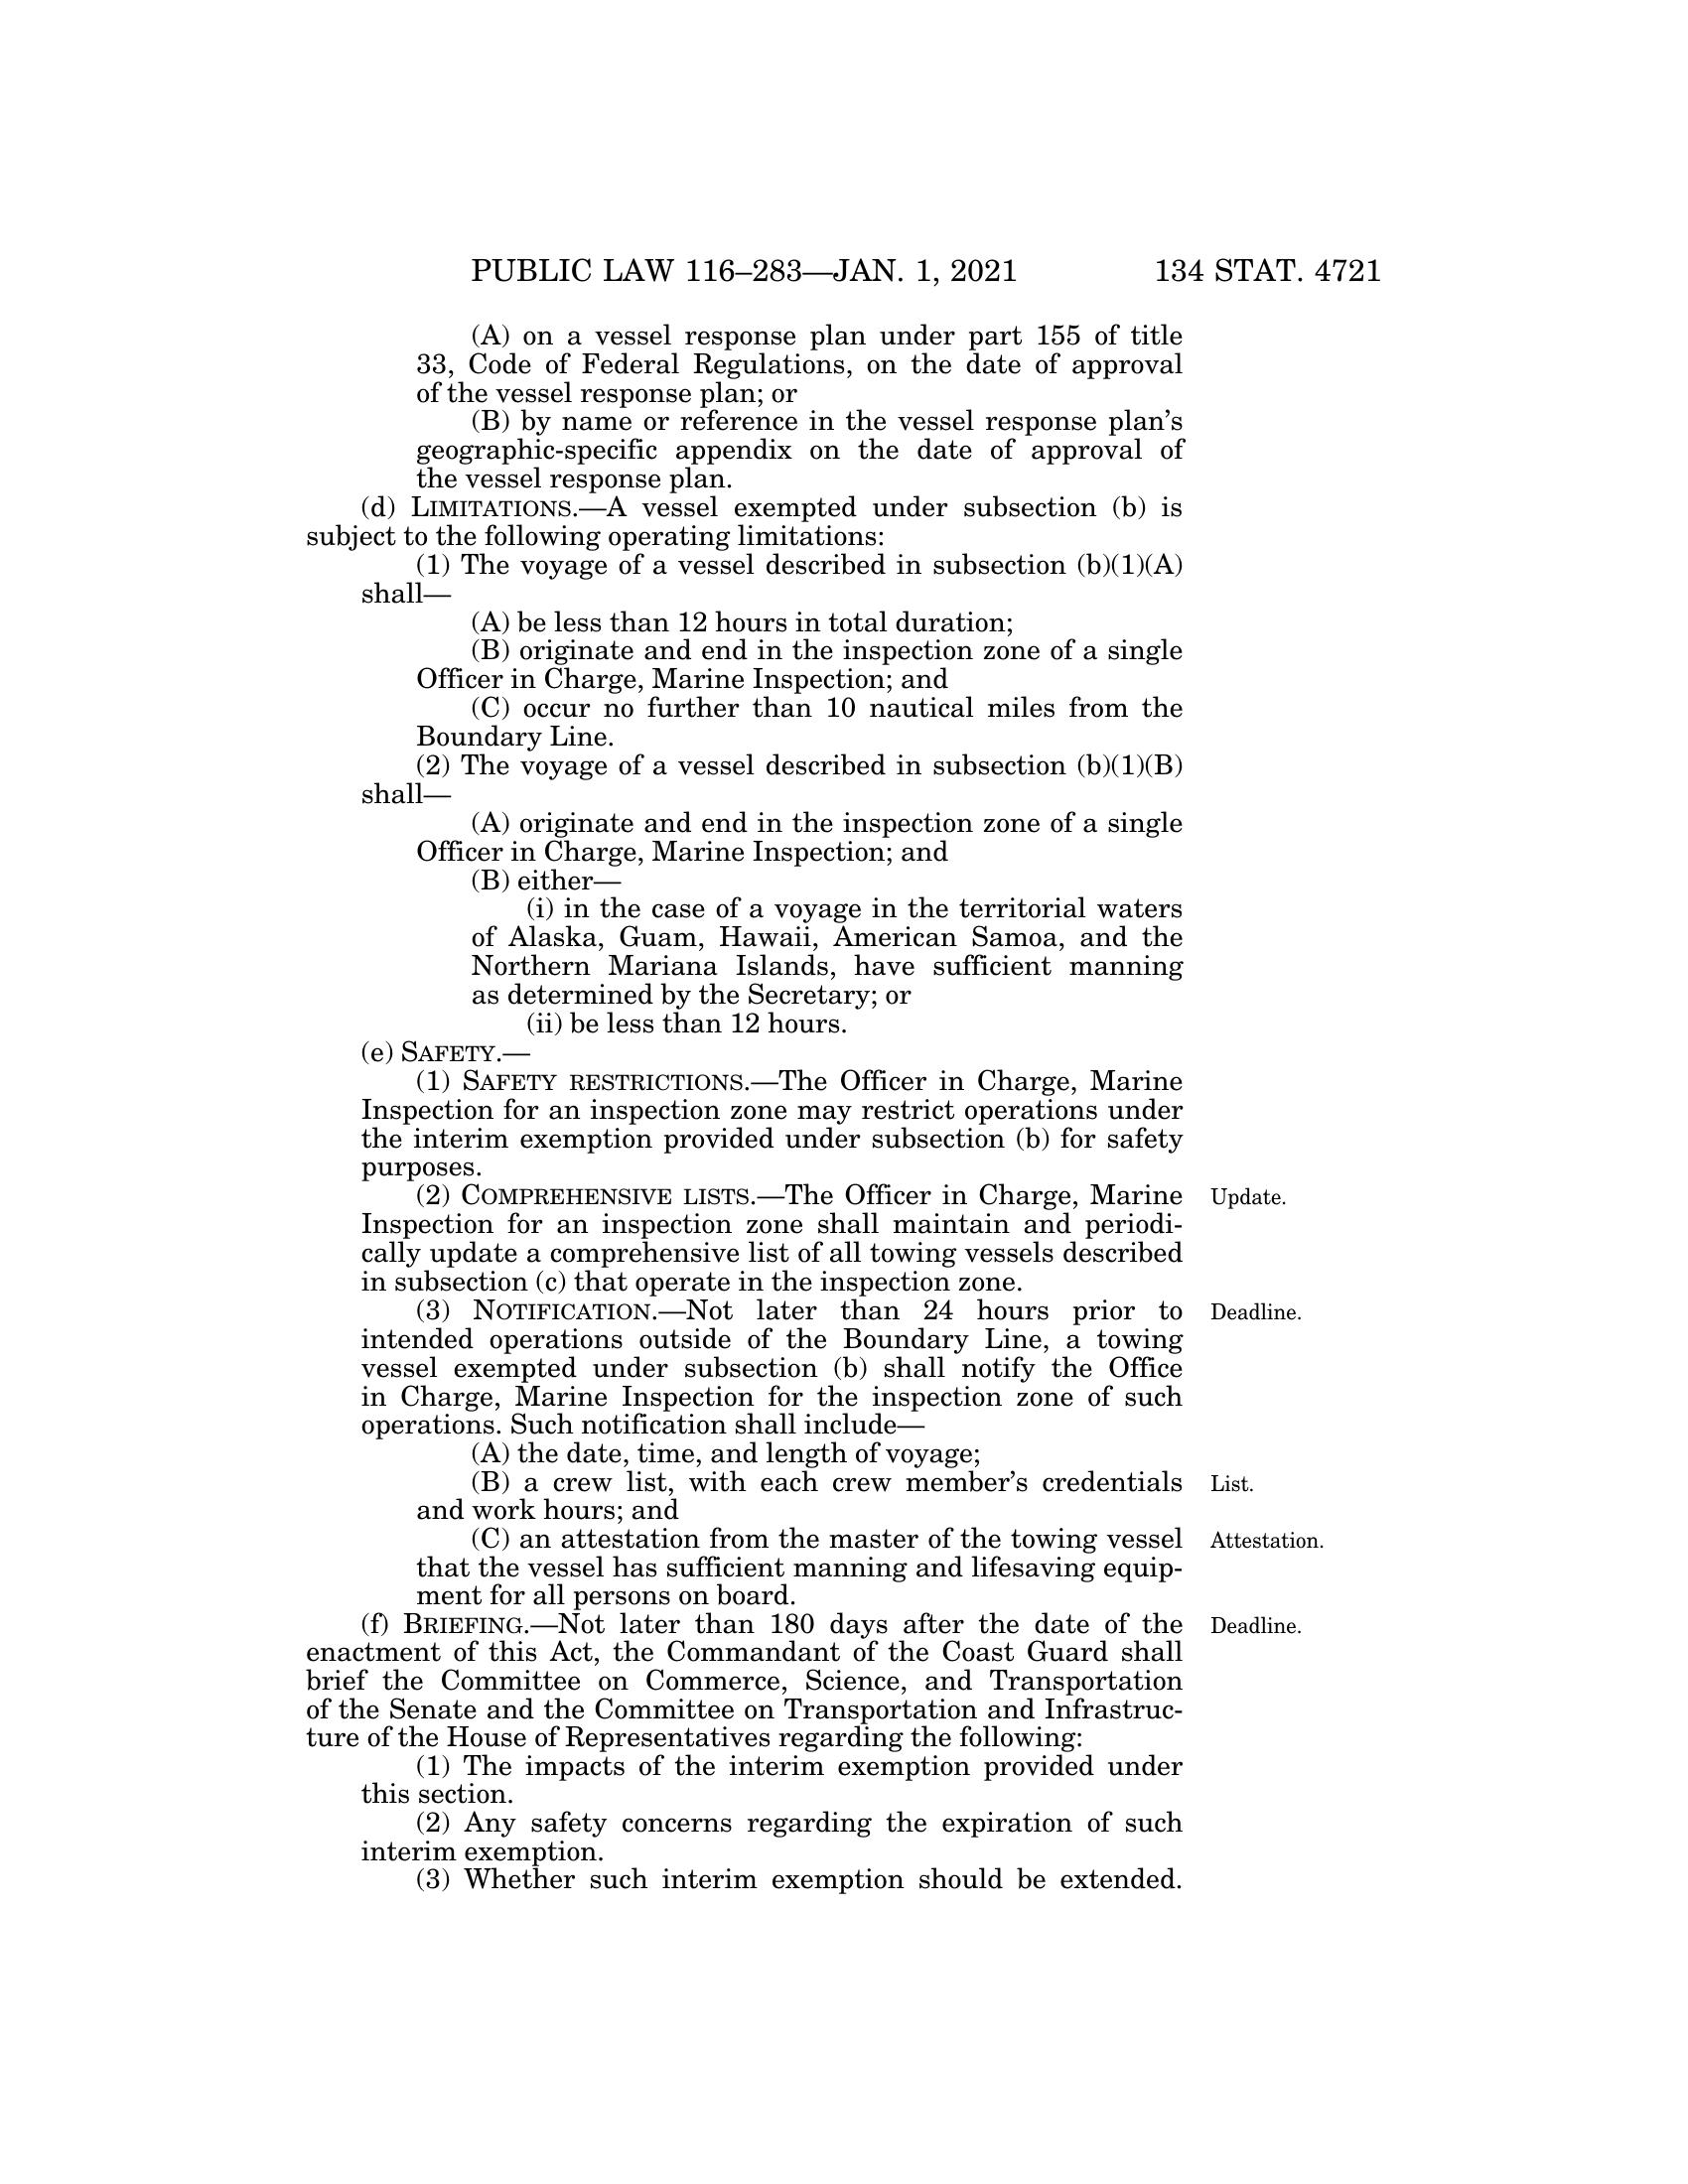 PUBLIC LAW 116–283—JAN. 1, 2021 134 STAT. 4721
(A) on a vessel response plan under part 155 of title
33, Code of Federal Regulations, on the date of approval
of the vessel response plan; or
(B) by name or reference in the vessel response plan’s
geographic-specific appendix on the date of approval of
the vessel response plan.
(d) LIMITATIONS.—A vessel exempted under subsection (b) is
subject to the following operating limitations:
(1) The voyage of a vessel described in subsection (b)(1)(A)
shall—
(A) be less than 12 hours in total duration;
(B) originate and end in the inspection zone of a single
Officer in Charge, Marine Inspection; and
(C) occur no further than 10 nautical miles from the
Boundary Line.
(2) The voyage of a vessel described in subsection (b)(1)(B)
shall—
(A) originate and end in the inspection zone of a single
Officer in Charge, Marine Inspection; and
(B) either—
(i) in the case of a voyage in the territorial waters
of Alaska, Guam, Hawaii, American Samoa, and the
Northern Mariana Islands, have sufficient manning
as determined by the Secretary; or
(ii) be less than 12 hours.
(e) SAFETY.—
(1) SAFETY RESTRICTIONS.—The Officer in Charge, Marine
Inspection for an inspection zone may restrict operations under
the interim exemption provided under subsection (b) for safety
purposes.
(2) COMPREHENSIVE LISTS.—The Officer in Charge, Marine Update.
Inspection for an inspection zone shall maintain and periodi-
cally update a comprehensive list of all towing vessels described
in subsection (c) that operate in the inspection zone.
(3) NOTIFICATION.—Not later than 24 hours prior to Deadline.
intended operations outside of the Boundary Line, a towing
vessel exempted under subsection (b) shall notify the Office
in Charge, Marine Inspection for the inspection zone of such
operations. Such notification shall include—
(A) the date, time, and length of voyage;
(B) a crew list, with each crew member’s credentials List.
and work hours; and
(C) an attestation from the master of the towing vessel Attestation.
that the vessel has sufficient manning and lifesaving equip-
ment for all persons on board.
(f) BRIEFING.—Not later than 180 days after the date of the Deadline.
enactment of this Act, the Commandant of the Coast Guard shall
brief the Committee on Commerce, Science, and Transportation
of the Senate and the Committee on Transportation and Infrastruc-
ture of the House of Representatives regarding the following:
(1) The impacts of the interim exemption provided under
this section.
(2) Any safety concerns regarding the expiration of such
interim exemption.
(3) Whether such interim exemption should be extended.